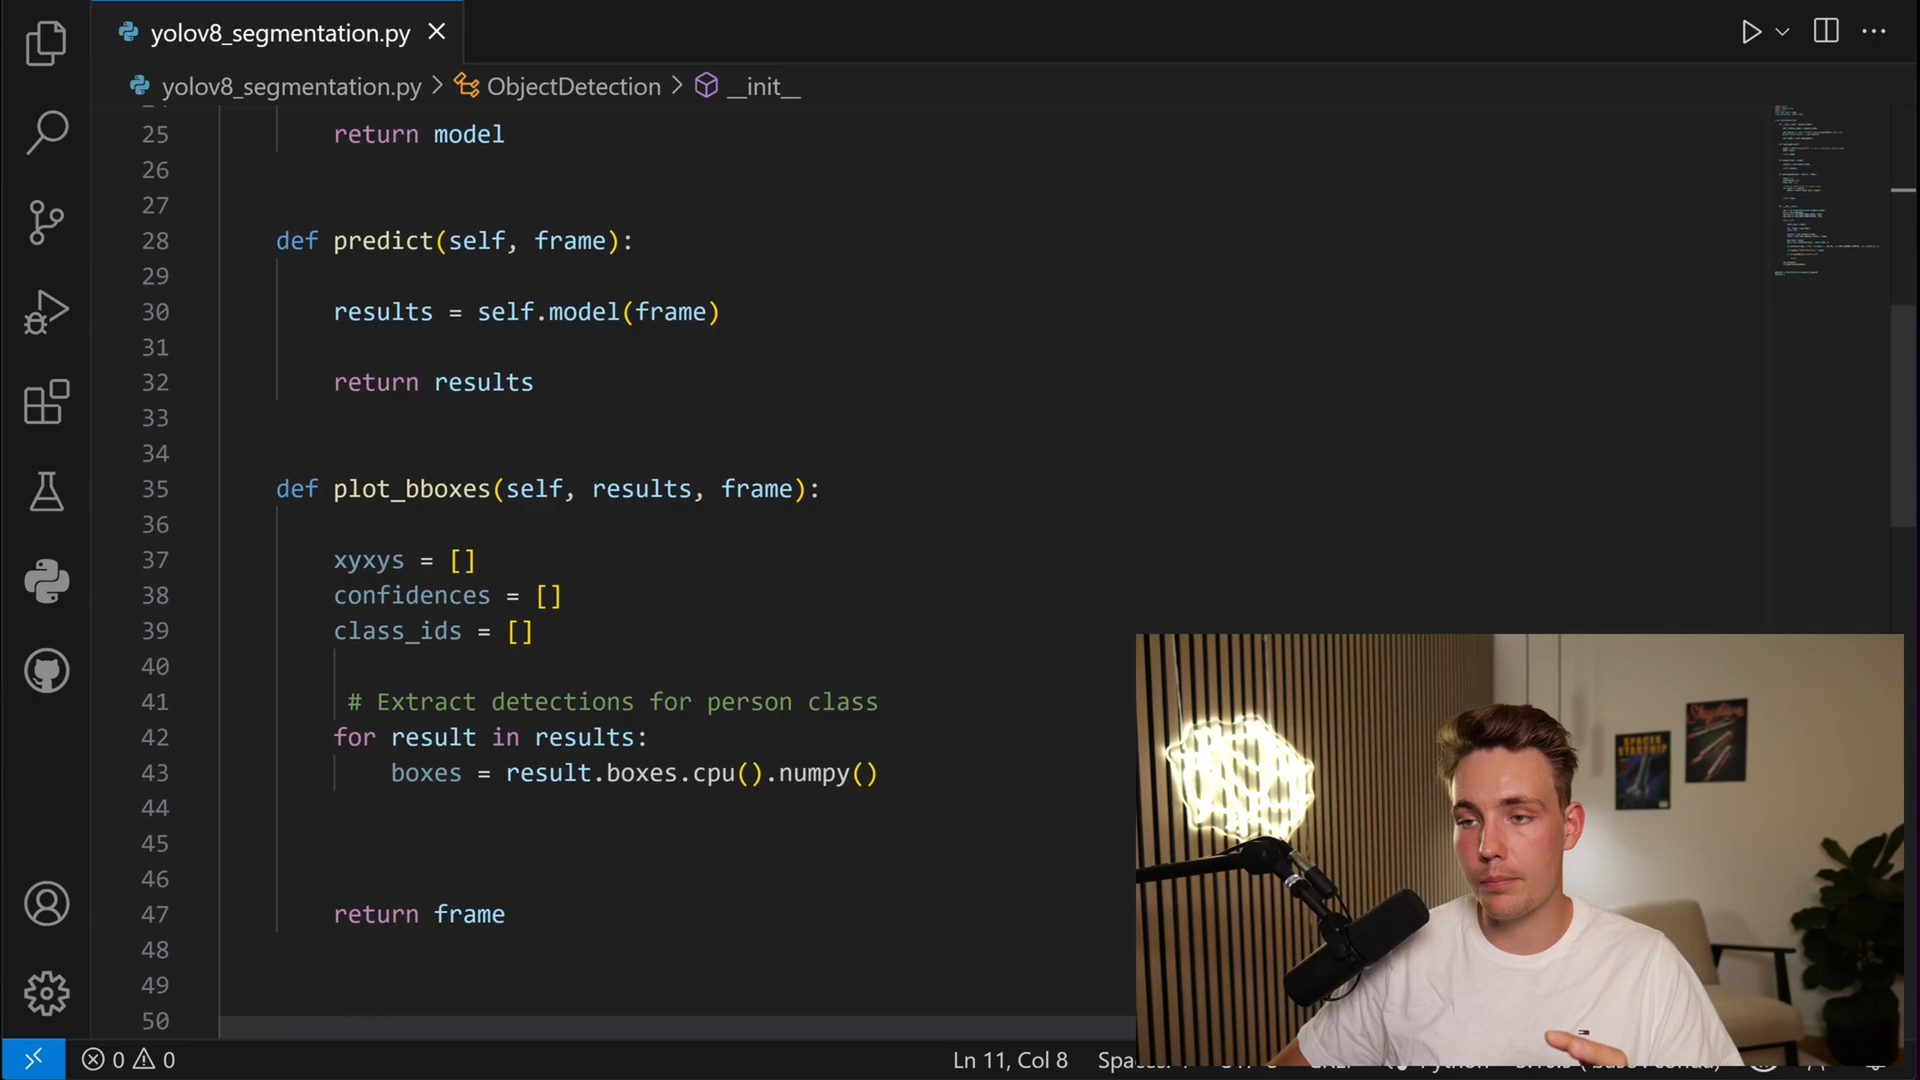 yolov8_segmentation.py
yolov8_segmentation.py > ObjectDetection > __init__
25 return model
26
27
28 def predict(self, frame):
29
30 results = self.model(frame)
31
32 return results
33
34
35 def plot_bboxes(self, results, frame):
36
37 xyxys = []
38 confidences = []
39 class_ids = []
40
41 # Extract detections for person class
42 for result in results:
43 boxes = result.boxes.cpu().numpy()
44
45
46
47 return frame
48
49
50
SPACEX
STARSHIP
0 0
Ln 11, Col 8